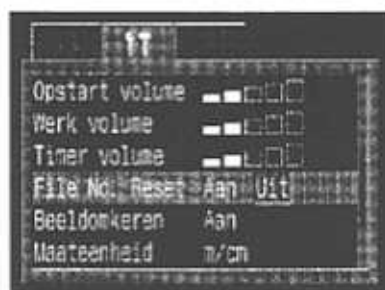 Opstart volume
Werk volume
Timer volume
File No. Reset Aan Uit
Beeldomkeren Aan
Maateenheid m/cm